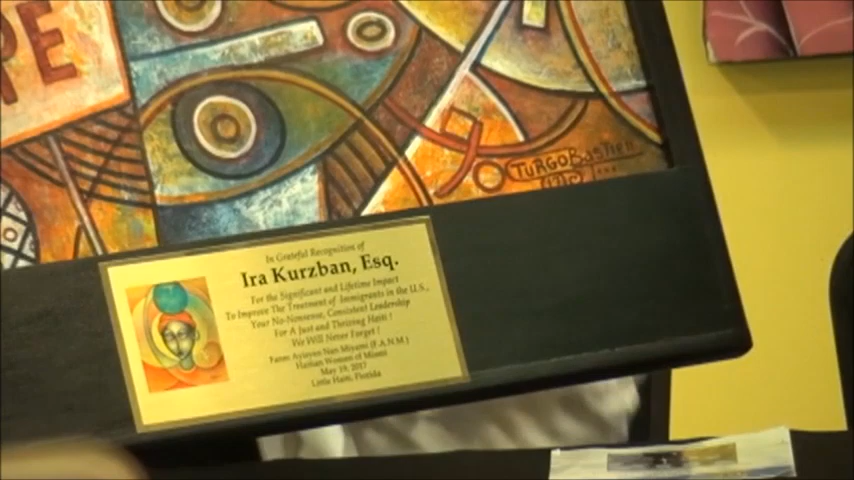 RE
TURGO BASTIEN
In Grateful Recognition of
Ira Kurzban, Esq.
For the Significant and Lifetime Impact
To Improve The Treatment of Immigrants in the U.S.,
Your No-Nonsense, Consistent Leadership
For A Just and Thriving Haiti !
We Will Never Forget !
Fanm Ayisyen Nan Miyami (F.A.N.M.)
Haitian Women of Miami
May 19, 2017
Little Haiti, Florida